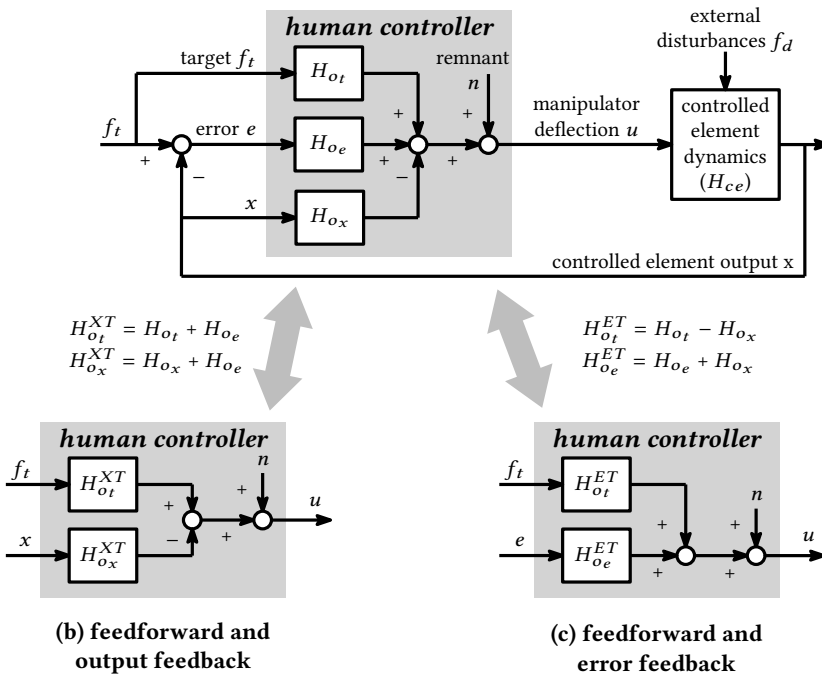 human controller
external
disturbances f_d
target f_t
H_{o_t}
remnant
n
manipulator
deflection u
controlled
element
dynamics
(H_{ce})
+
+
f_t
error e
H_{o_e}
+
+
−
+
−
x
H_{o_x}
controlled element output x
H_{o_t}^{XT} = H_{o_t} + H_{o_e}
H_{o_x}^{XT} = H_{o_x} + H_{o_e}
H_{o_t}^{ET} = H_{o_t} − H_{o_x}
H_{o_e}^{ET} = H_{o_e} + H_{o_x}
human controller
f_t
H_{o_t}^{XT}
n
+
+
u
−
+
x
H_{o_x}^{XT}
(b) feedforward and
output feedback
human controller
f_t
H_{o_t}^{ET}
n
+
+
e
H_{o_e}^{ET}
u
+
+
(c) feedforward and
error feedback